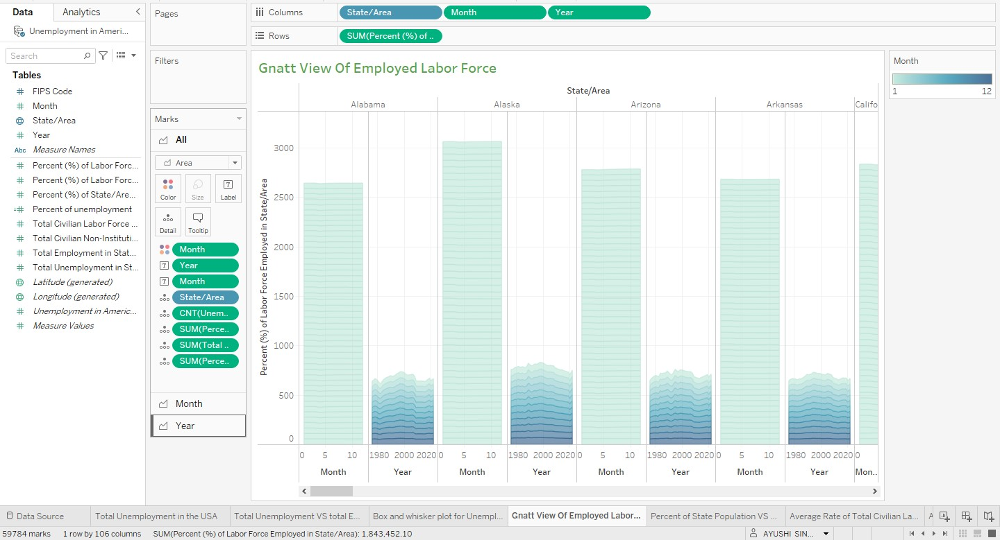 Data
Analytics
Unemployment in Ameri...
Search
Tables
FIPS Code
Month
State/Area
Year
Abc Measure Names
Percent (%) of Labor Forc...
Percent (%) of Labor Forc...
Percent (%) of State/Are...
Percent of unemployment
Total Civilian Labor Force ...
Total Civilian Non-Instituti...
Total Employment in Stat...
Total Unemployment in St...
Latitude (generated)
Longitude (generated)
Unemployment in Americ...
Measure Values
Pages
Filters
Marks
All
Area
Color Size Label
Detail Tooltip
Month
Year
Month
State/Area
CNT(Unem..
SUM(Perce..
SUM(Total ..
SUM(Perce..
Month
Year
Columns State/Area Month Year
Rows SUM(Percent (%) of ..
Gnatt View Of Employed Labor Force
State/Area
Alabama Alaska Arizona Arkansas Califo
Percent (%) of Labor Force Employed in State/Area
3000
2500
2000
1500
1000
500
0
0 5 10 1980 2000 2020 0 5 10 1980 2000 2020 0 5 10 1980 2000 2020 0 5 10 1980 2000 2020 0
Month Year Month Year Month Year Month Year Mon..
Month
1 12
Data Source Total Unemployment in the USA Total Unemployment VS total E... Box and whisker plot for Unempl... Gnatt View Of Employed Labor... Percent of State Population VS ... Average Rate of Total Civilian La... A
59784 marks 1 row by 106 columns SUM(Percent (%) of Labor Force Employed in State/Area): 1,843,452.10 AYUSHI SIN...